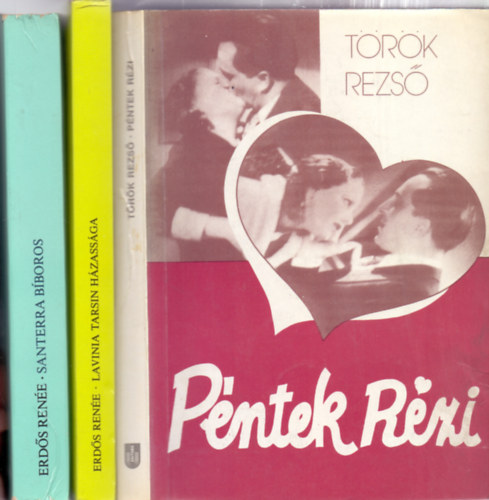 ERDŐS RENÉE · SANTERRA BÍBOROS
ERDŐS RENÉE · LAVINIA TARSIN HÁZASSÁGA
TÖRÖK REZSŐ · PÉNTEK RÉZI
TÖRÖK
REZSŐ
Péntek Rézi